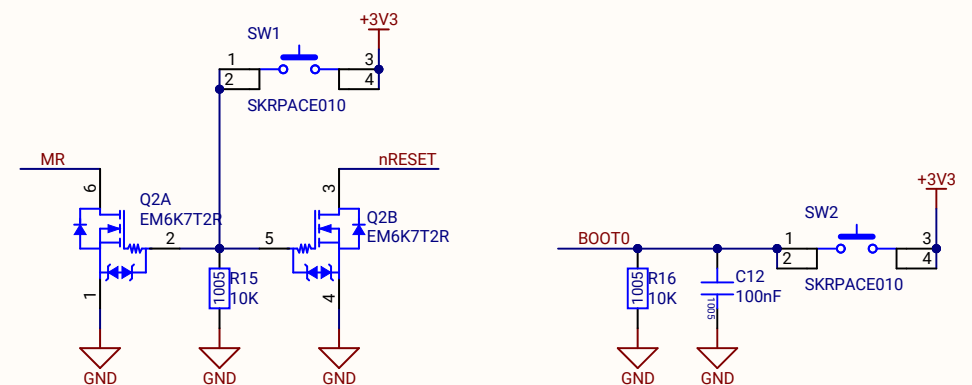 +3V3
SW1
1
3
2
4
SKRPACE010
MR
nRESET
6
3
Q2A
EM6K7T2R
Q2B
EM6K7T2R
2
5
1005
R15
10K
1
4
GND
GND
GND
+3V3
SW2
BOOT0
1
3
2
4
SKRPACE010
1005
R16
10K
C12
100nF
1005
GND
GND